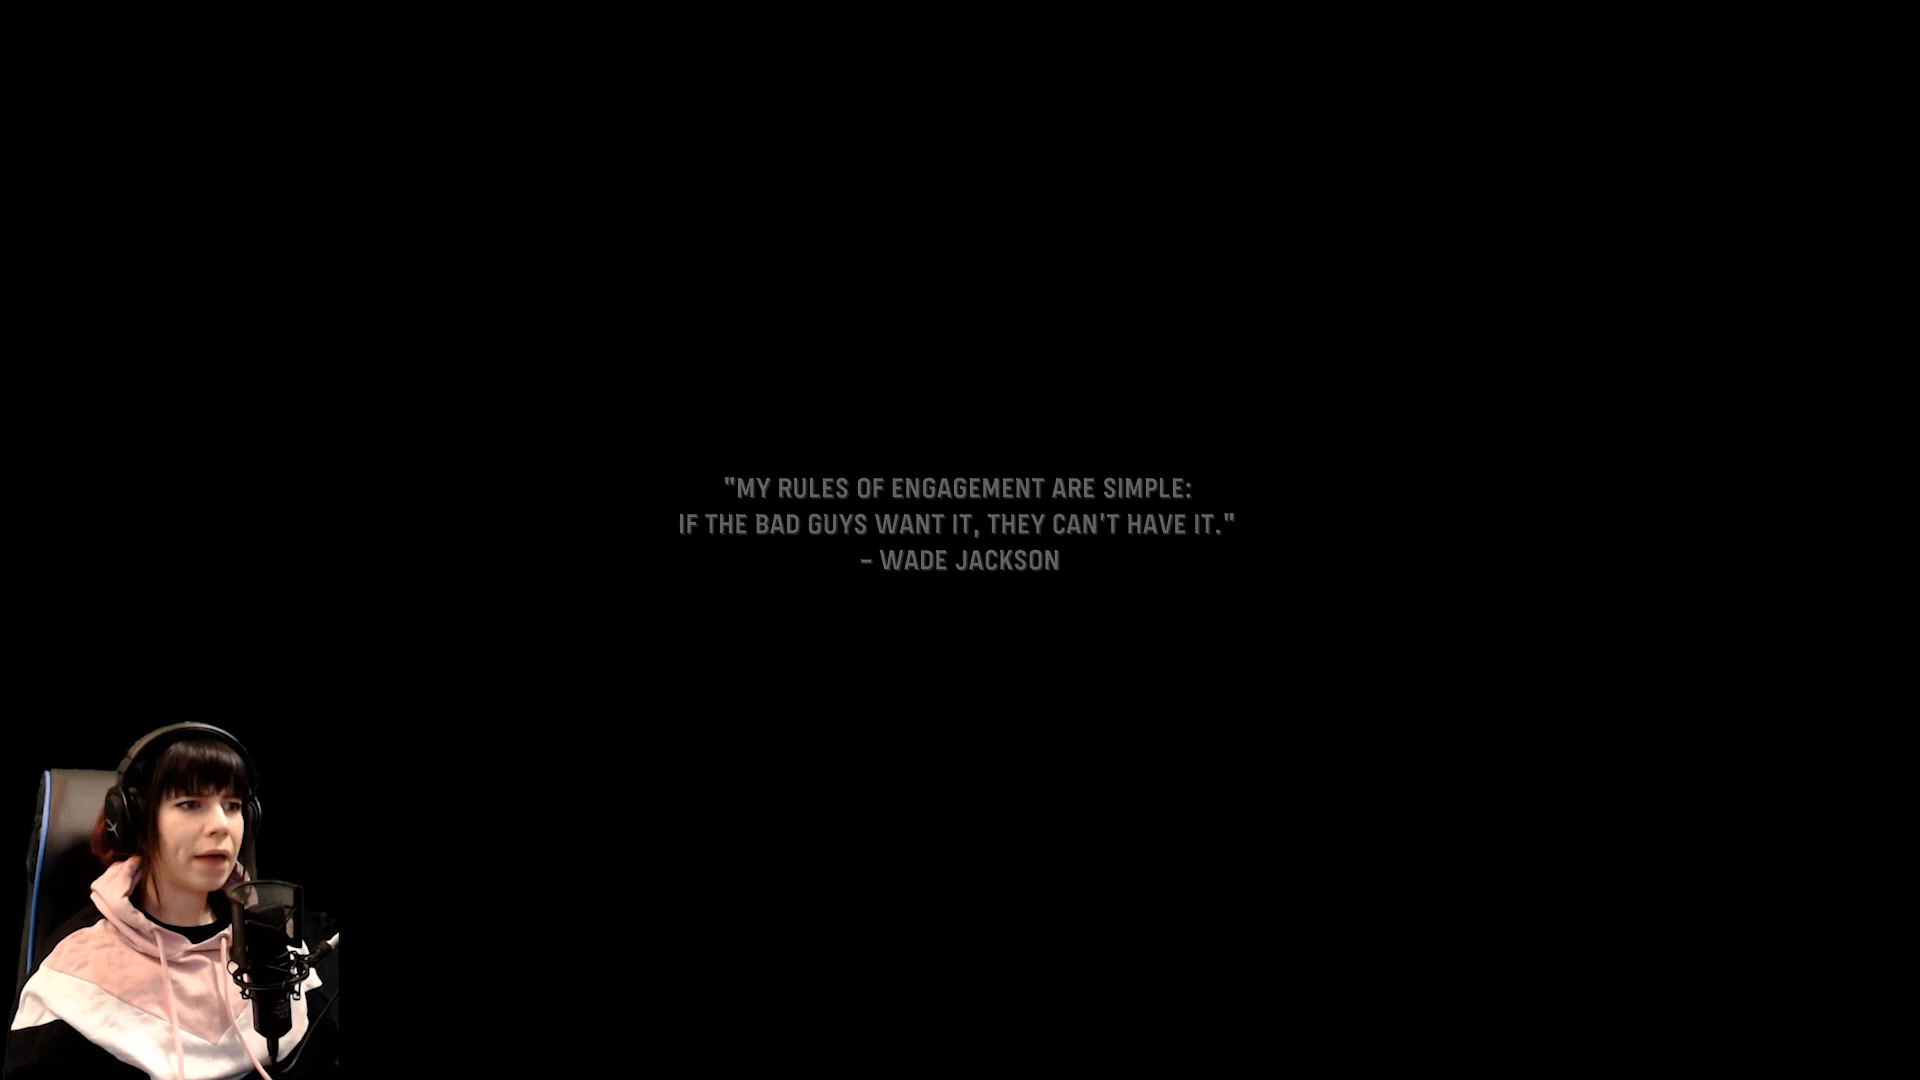 "MY RULES OF ENGAGEMENT ARE SIMPLE:
IF THE BAD GUYS WANT IT, THEY CAN'T HAVE IT."
– WADE JACKSON